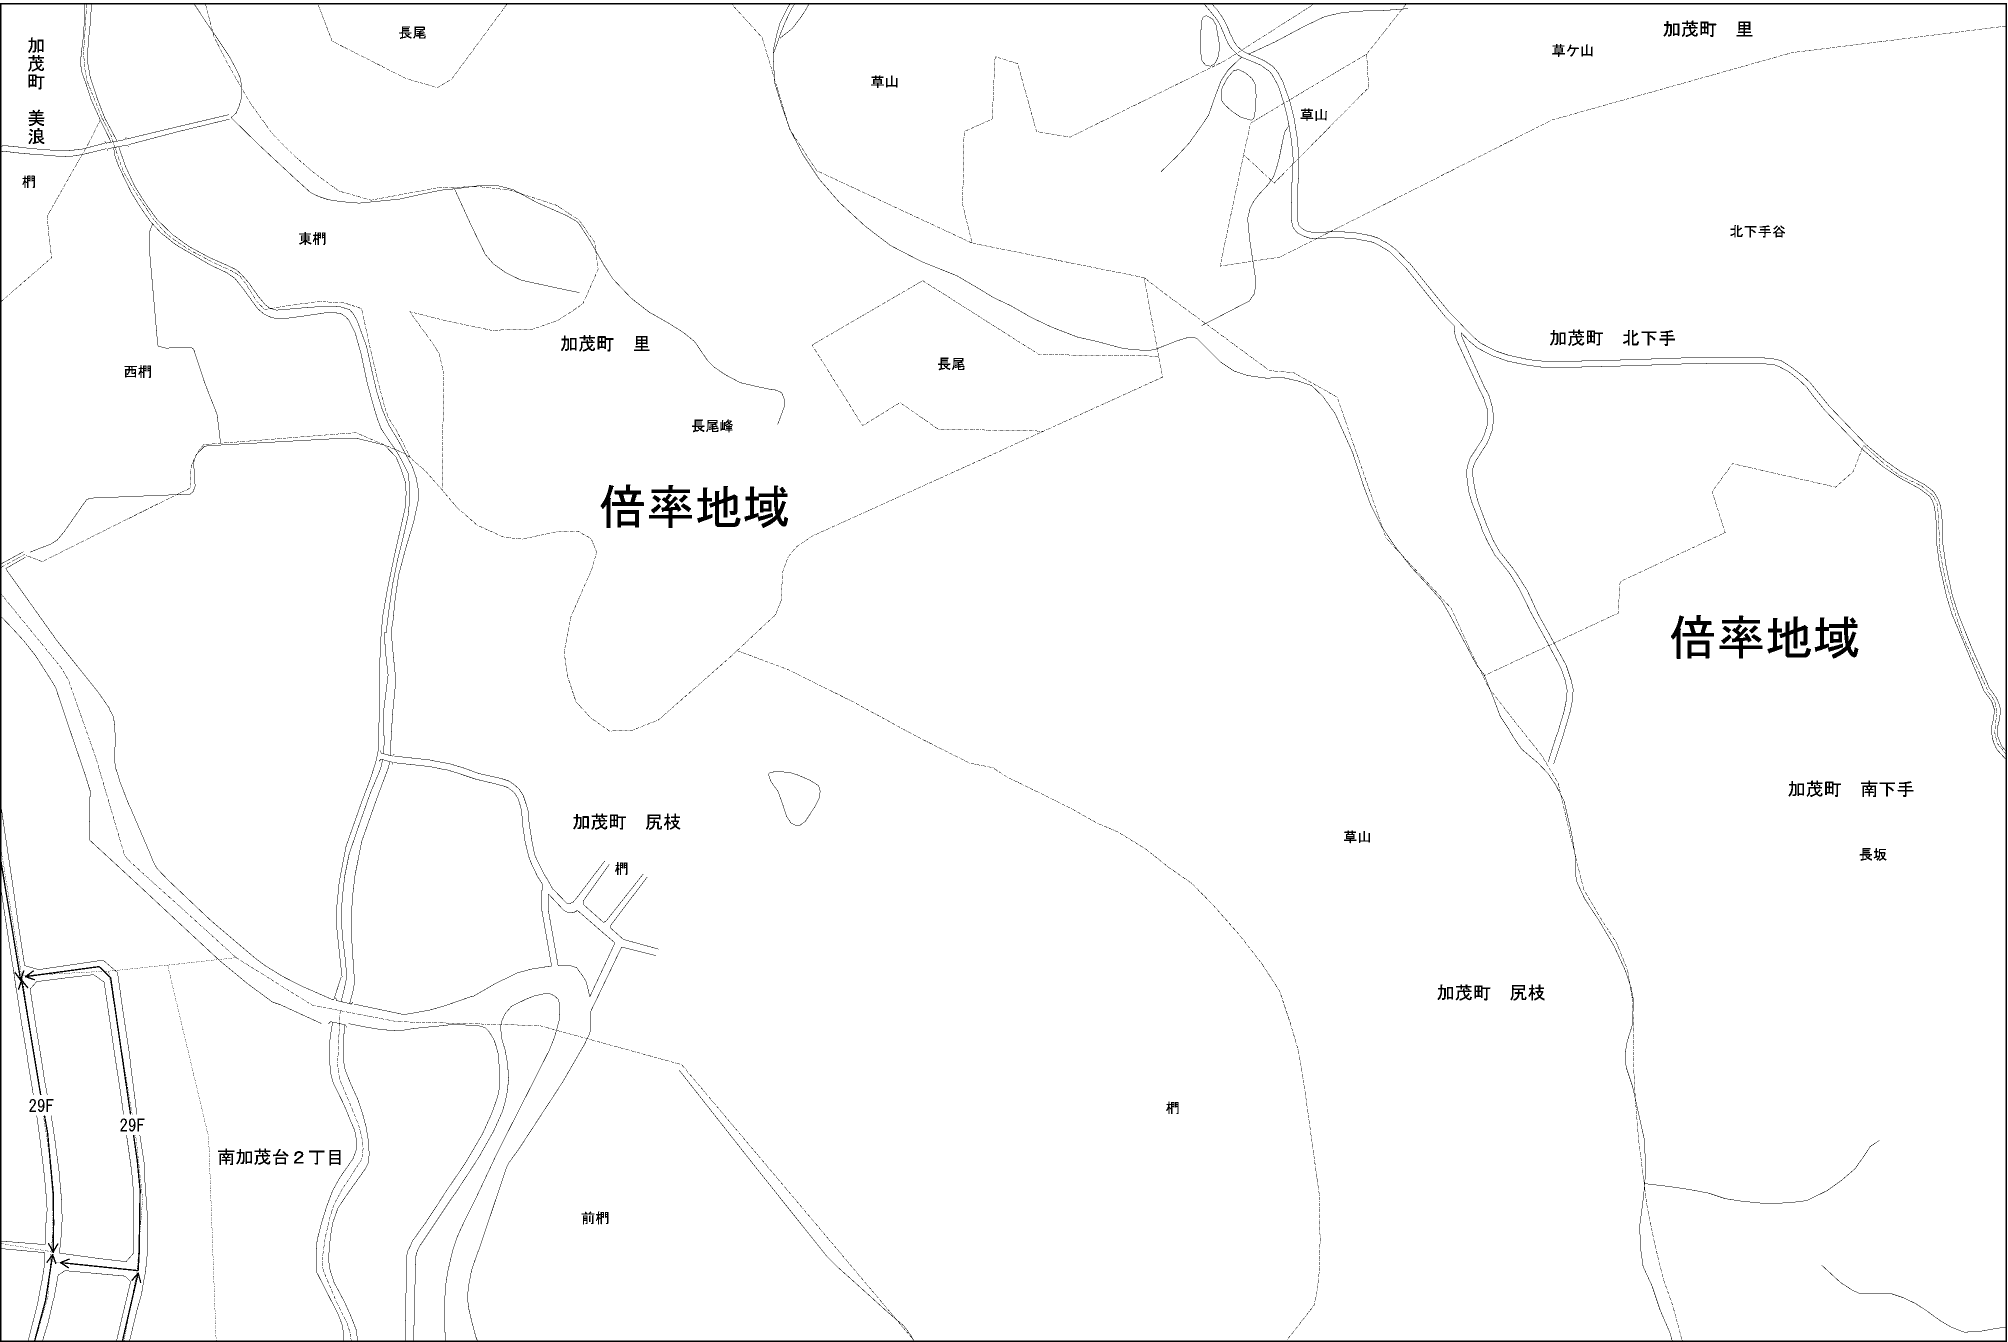 加茂町　里
長尾
加茂町　美浪
草ケ山
草山
草山
椚
北下手谷
東椚
加茂町　北下手
加茂町　里
長尾
西椚
長尾峰
倍率地域
倍率地域
加茂町　南下手
加茂町　尻枝
草山
長坂
椚
加茂町　尻枝
29F
椚
29F
南加茂台２丁目
前椚